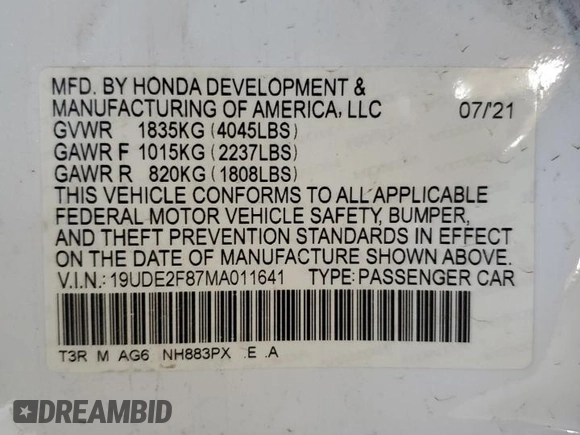 MFD. BY HONDA DEVELOPMENT &
MANUFACTURING OF AMERICA, LLC 07/21
GVWR 1835KG (4045LBS)
GAWR F 1015KG (2237LBS)
GAWR R 820KG (1808LBS)
THIS VEHICLE CONFORMS TO ALL APPLICABLE
FEDERAL MOTOR VEHICLE SAFETY, BUMPER,
AND THEFT PREVENTION STANDARDS IN EFFECT
ON THE DATE OF MANUFACTURE SHOWN ABOVE.
V.I.N.: 19UDE2F87MA011641 TYPE: PASSENGER CAR
T3R M AG6 NH883PX .E .A
DREAMBID